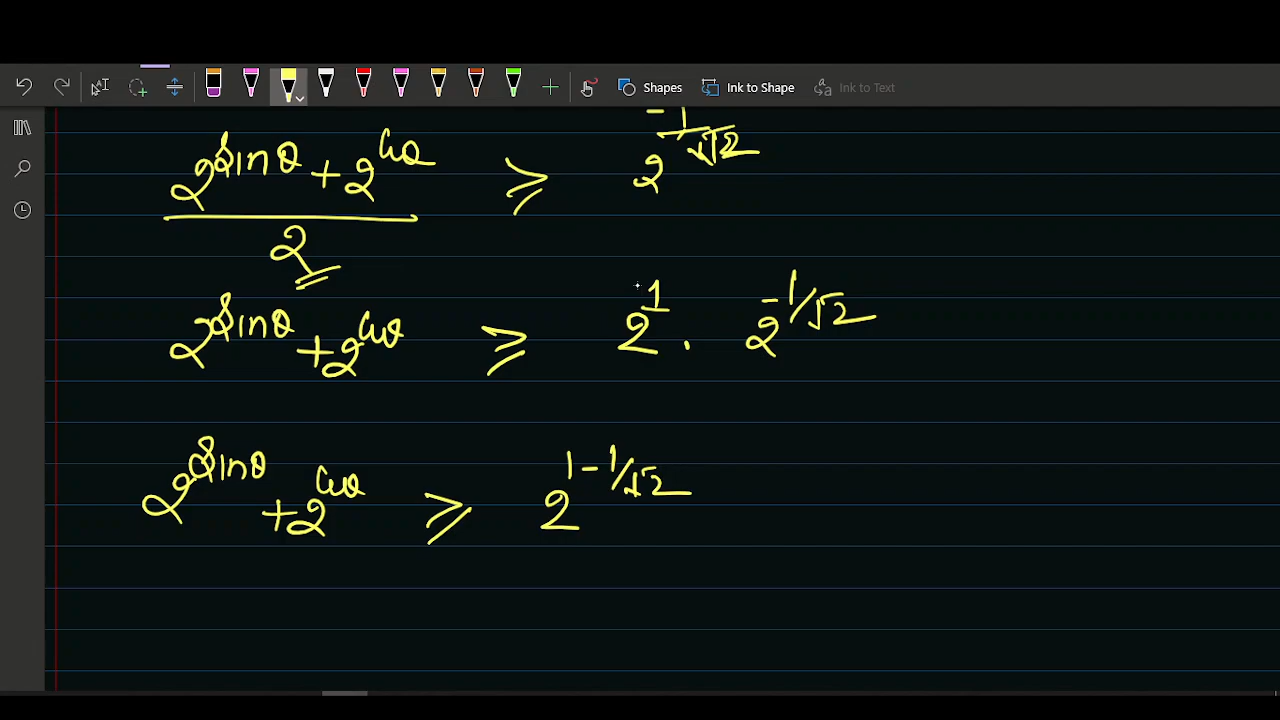 Shapes Ink to Shape Ink to Text
(2^sinθ + 2^cosθ)/2 ≥ 2^(-1/√2)
2^sinθ + 2^cosθ ≥ 2^1 . 2^(-1/√2)
2^sinθ + 2^cosθ ≥ 2^(1-1/√2)